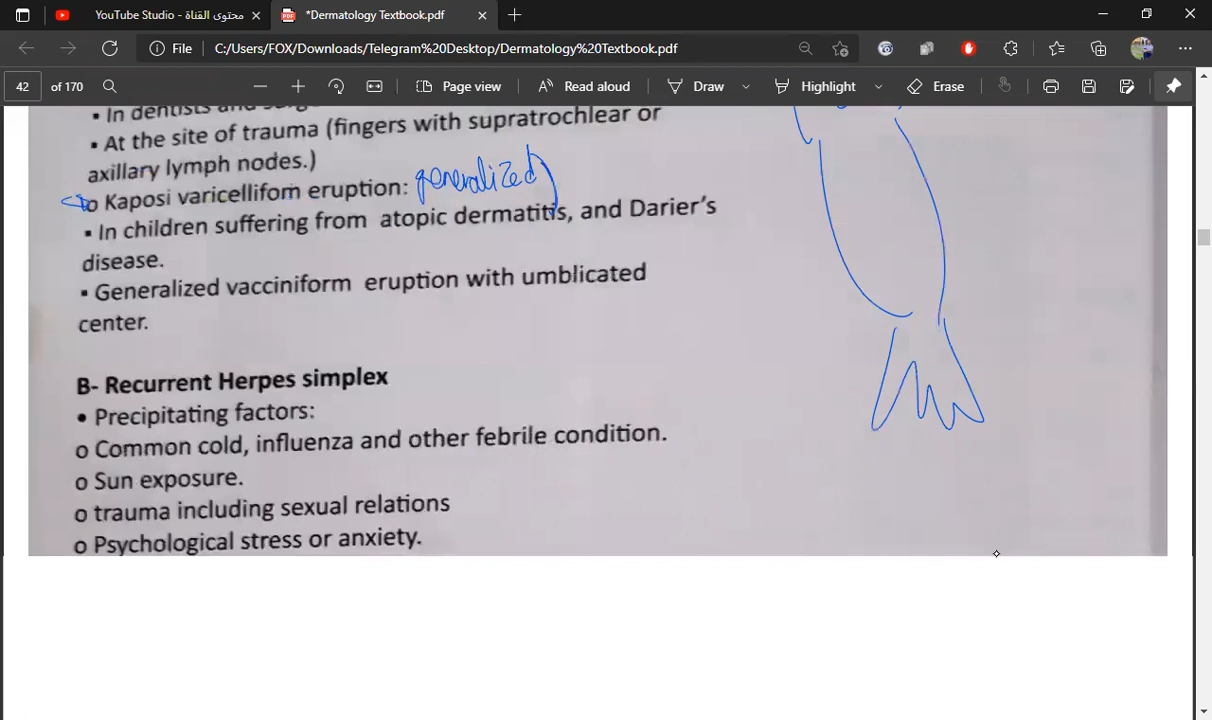 YouTube Studio - محتوى القناة
*Dermatology Textbook.pdf
File C:/Users/FOX/Downloads/Telegram%20Desktop/Dermatology%20Textbook.pdf
42 of 170 Page view Read aloud Draw Highlight Erase
▪ In dentists and
▪ At the site of trauma (fingers with supratrochlear or
axillary lymph nodes.)
o Kaposi varicellifom eruption: generalized
▪ In children suffering from atopic dermatitis, and Darier's
disease.
▪ Generalized vacciniform eruption with umblicated
center.
B- Recurrent Herpes simplex
• Precipitating factors:
o Common cold, influenza and other febrile condition.
o Sun exposure.
o trauma including sexual relations
o Psychological stress or anxiety.